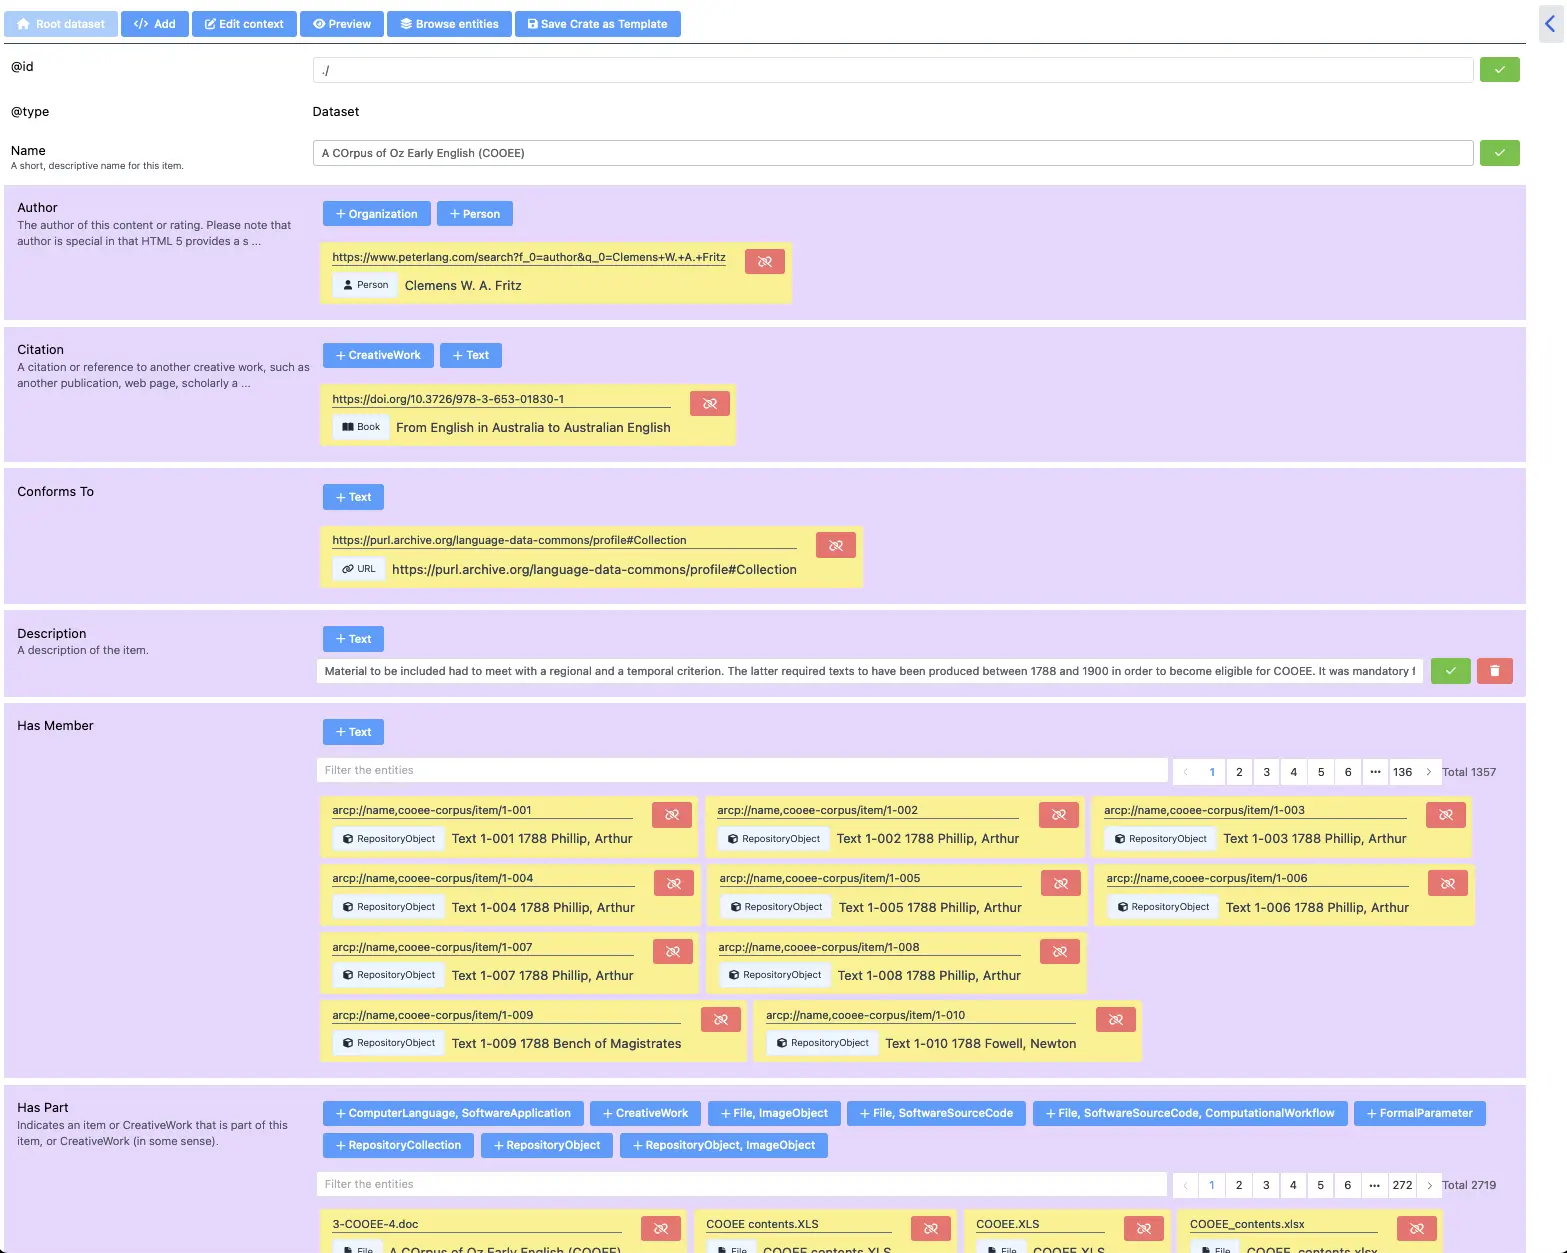 Root dataset </> Add Edit context Preview Browse entities Save Crate as Template
@id
./
@type
Dataset
Name
A short, descriptive name for this item.
A COrpus of Oz Early English (COOEE)
Author
The author of this content or rating. Please note that
author is special in that HTML 5 provides a s ...
+ Organization + Person
https://www.peterlang.com/search?f_0=author&q_0=Clemens+W.+A.+Fritz
Person Clemens W. A. Fritz
Citation
A citation or reference to another creative work, such as
another publication, web page, scholarly a ...
+ CreativeWork + Text
https://doi.org/10.3726/978-3-653-01830-1
Book From English in Australia to Australian English
Conforms To
+ Text
https://purl.archive.org/language-data-commons/profile#Collection
URL https://purl.archive.org/language-data-commons/profile#Collection
Description
A description of the item.
+ Text
Material to be included had to meet with a regional and a temporal criterion. The latter required texts to have been produced between 1788 and 1900 in order to become eligible for COOEE. It was mandatory f
Has Member
+ Text
Filter the entities
1 2 3 4 5 6 ... 136 Total 1357
arcp://name,cooee-corpus/item/1-001 arcp://name,cooee-corpus/item/1-002 arcp://name,cooee-corpus/item/1-003
RepositoryObject Text 1-001 1788 Phillip, Arthur RepositoryObject Text 1-002 1788 Phillip, Arthur RepositoryObject Text 1-003 1788 Phillip, Arthur
arcp://name,cooee-corpus/item/1-004 arcp://name,cooee-corpus/item/1-005 arcp://name,cooee-corpus/item/1-006
RepositoryObject Text 1-004 1788 Phillip, Arthur RepositoryObject Text 1-005 1788 Phillip, Arthur RepositoryObject Text 1-006 1788 Phillip, Arthur
arcp://name,cooee-corpus/item/1-007 arcp://name,cooee-corpus/item/1-008
RepositoryObject Text 1-007 1788 Phillip, Arthur RepositoryObject Text 1-008 1788 Phillip, Arthur
arcp://name,cooee-corpus/item/1-009 arcp://name,cooee-corpus/item/1-010
RepositoryObject Text 1-009 1788 Bench of Magistrates RepositoryObject Text 1-010 1788 Fowell, Newton
Has Part
Indicates an item or CreativeWork that is part of this
item, or CreativeWork (in some sense).
+ ComputerLanguage, SoftwareApplication + CreativeWork + File, ImageObject + File, SoftwareSourceCode + File, SoftwareSourceCode, ComputationalWorkflow + FormalParameter
+ RepositoryCollection + RepositoryObject + RepositoryObject, ImageObject
Filter the entities
1 2 3 4 5 6 ... 272 Total 2719
3-COOEE-4.doc COOEE contents.XLS COOEE.XLS COOEE_contents.xlsx
File A COrpus of Oz Early English (COOEE) File COOEE contents.XLS File COOEE.XLS File COOEE_contents.xlsx